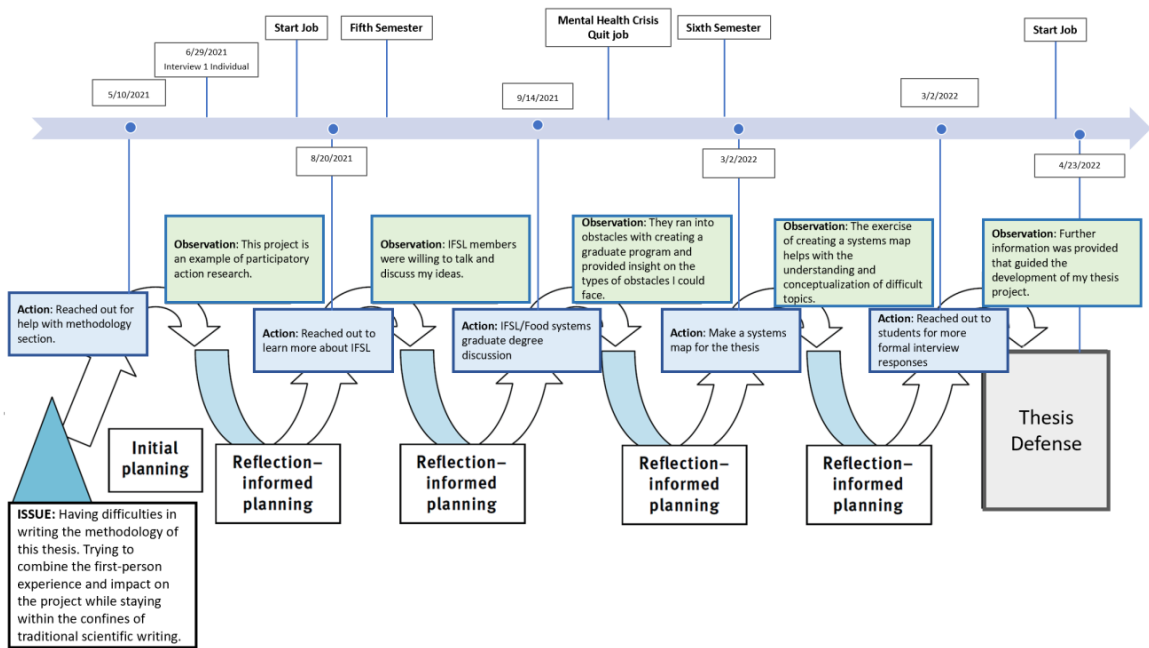 Start Job
Fifth Semester
Mental Health Crisis
Quit job
Sixth Semester
Start Job
6/29/2021
Interview 1 Individual
5/10/2021
9/14/2021
3/2/2022
8/20/2021
3/2/2022
4/23/2022
Observation: This project is
an example of participatory
action research.
Observation: IFSL members
were willing to talk and
discuss my ideas.
Observation: They ran into
obstacles with creating a
graduate program and
provided insight on the
types of obstacles I could
face.
Observation: The exercise
of creating a systems map
helps with the
understanding and
conceptualization of difficult
topics.
Observation: Further
information was provided
that guided the
development of my thesis
project.
Action: Reached out for
help with methodology
section.
Action: Reached out to
learn more about IFSL
Action: IFSL/Food systems
graduate degree
discussion
Action: Make a systems
map for the thesis
Action: Reached out to
students for more
formal interview
responses
Thesis
Defense
Initial
planning
Reflection–
informed
planning
Reflection–
informed
planning
Reflection–
informed
planning
Reflection–
informed
planning
ISSUE: Having difficulties in
writing the methodology of
this thesis. Trying to
combine the first-person
experience and impact on
the project while staying
within the confines of
traditional scientific writing.